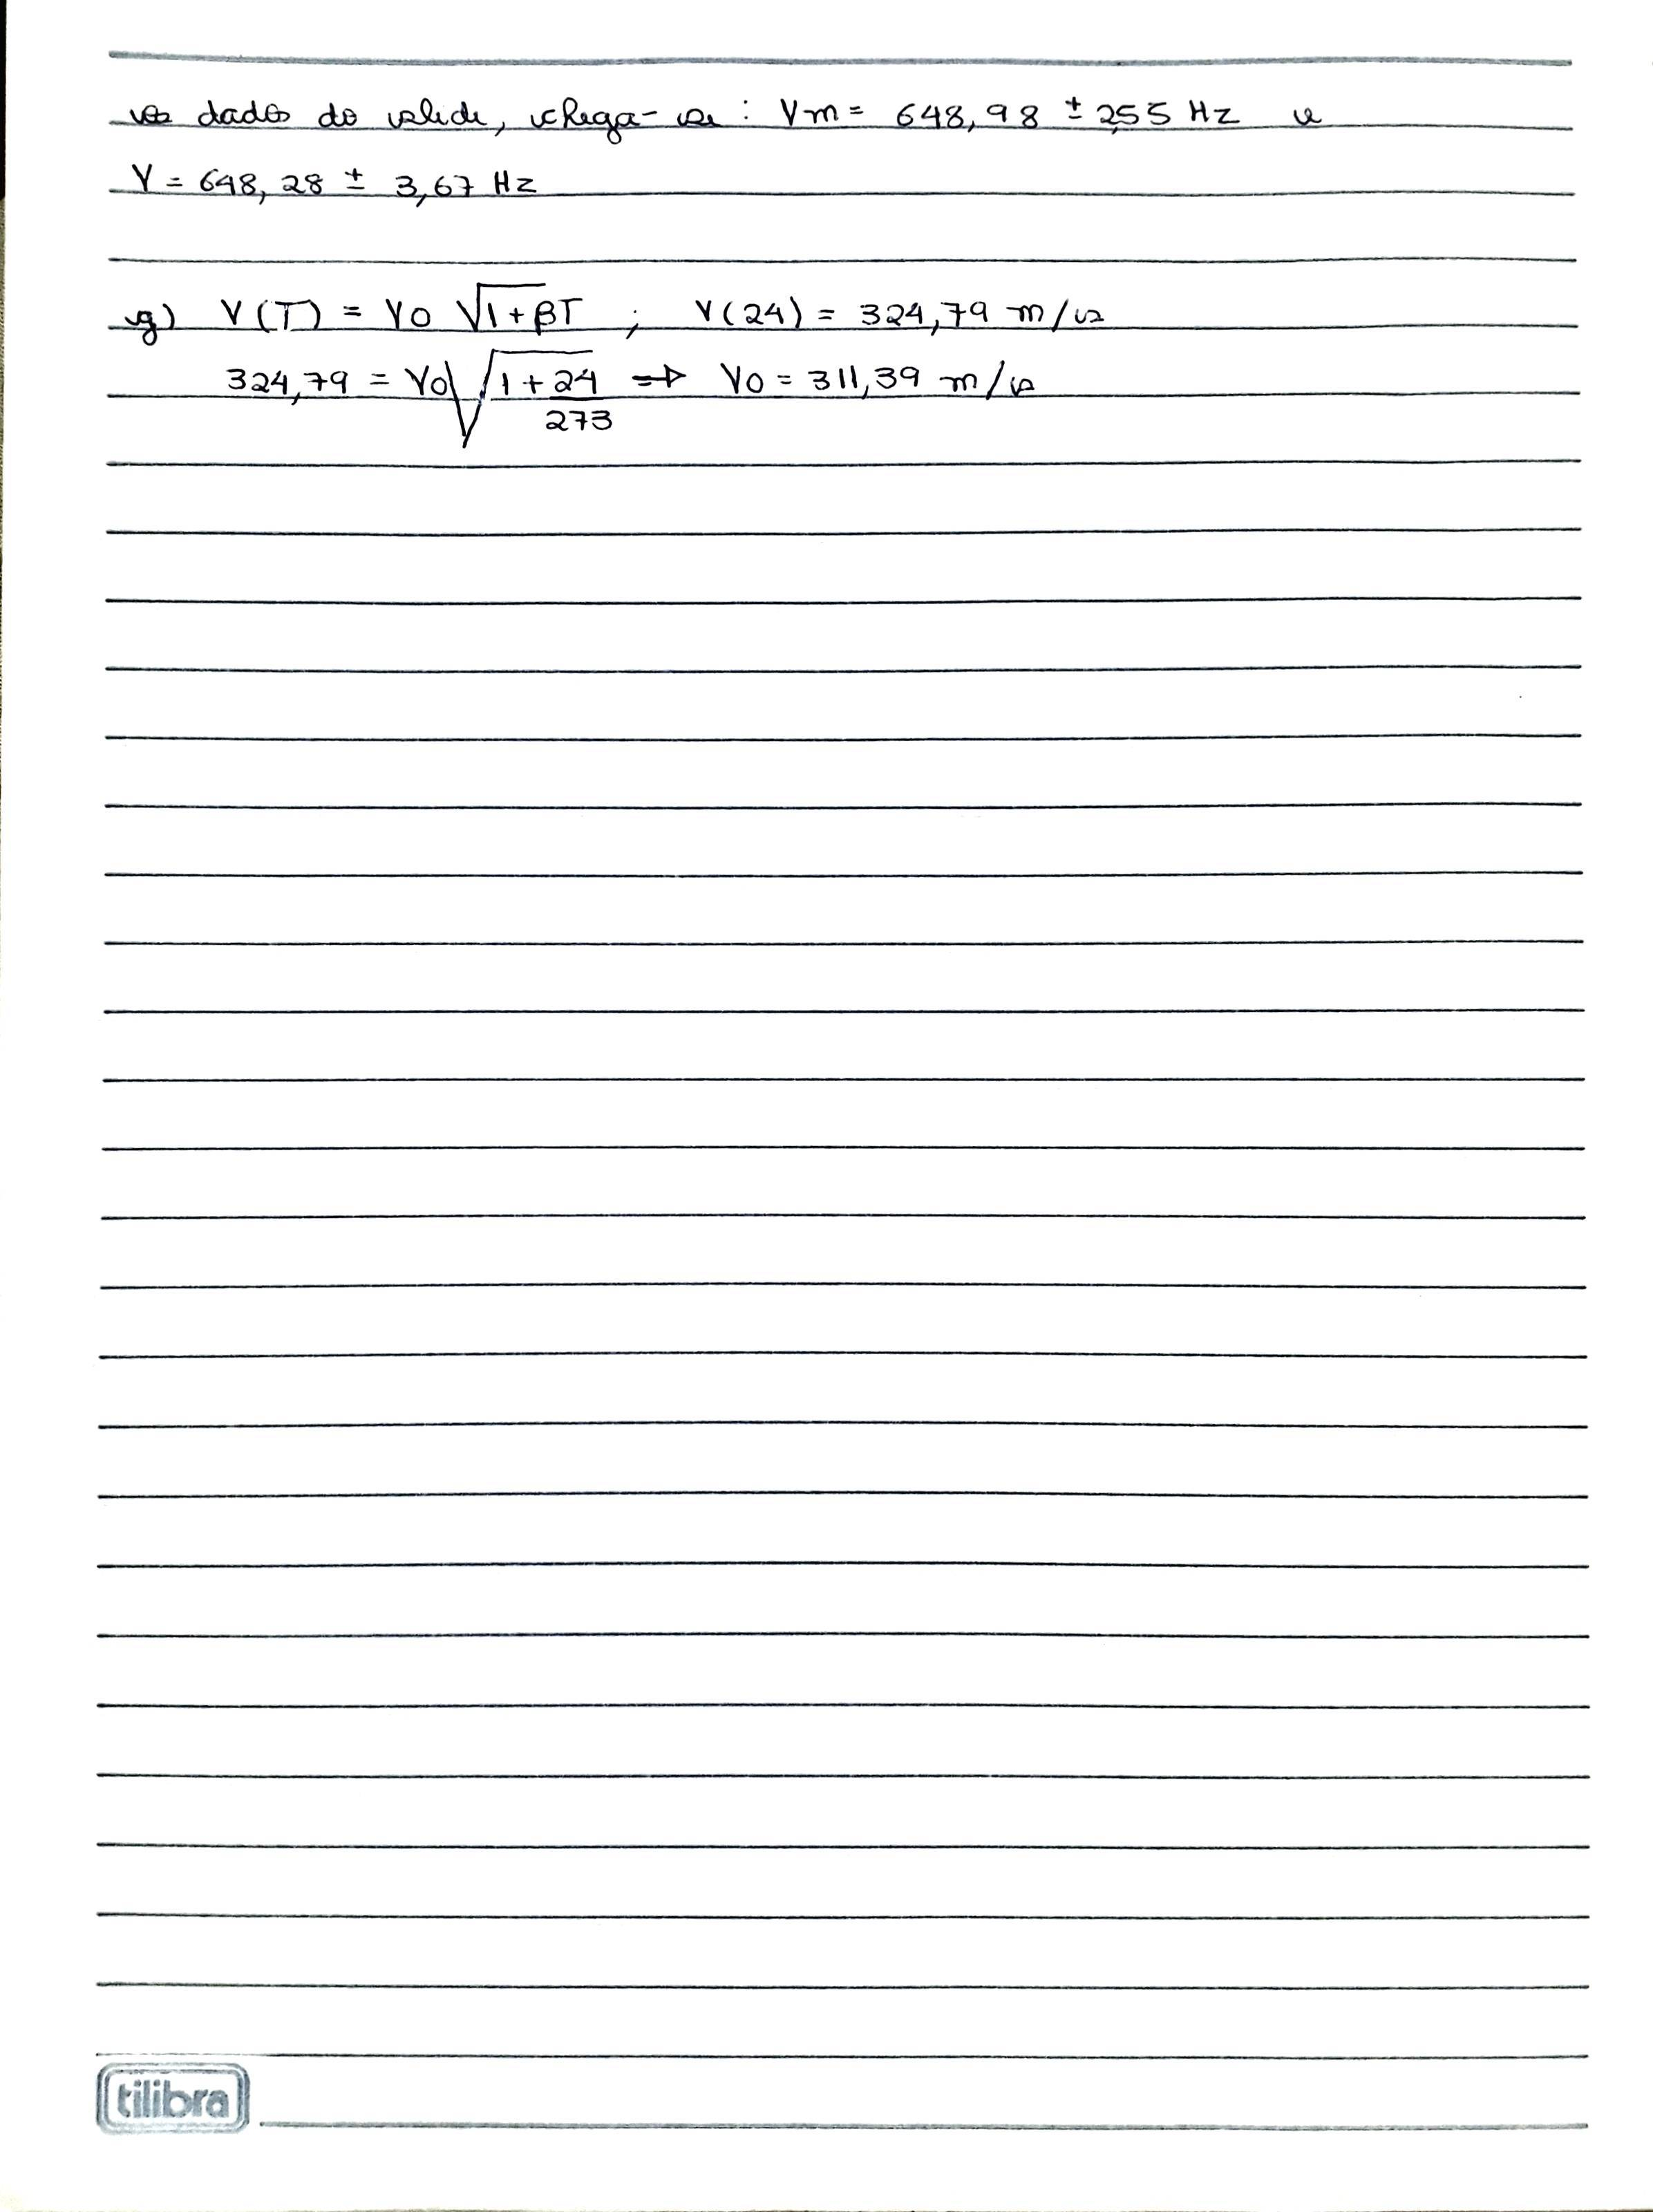 os dados do slide, chega-se: Vm = 648,98 ± 2,55 Hz e
V = 648,28 ± 3,67 Hz
g) V(T) = V0 √1+βT ; V(24) = 324,79 m/s
324,79 = V0 √1+24/273 => V0 = 311,39 m/s
tilibra